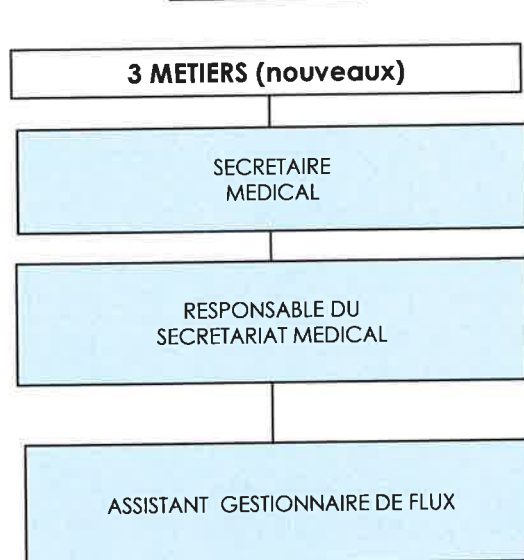 3 METIERS (nouveaux)
SECRETAIRE
MEDICAL
RESPONSABLE DU
SECRETARIAT MEDICAL
ASSISTANT GESTIONNAIRE DE FLUX